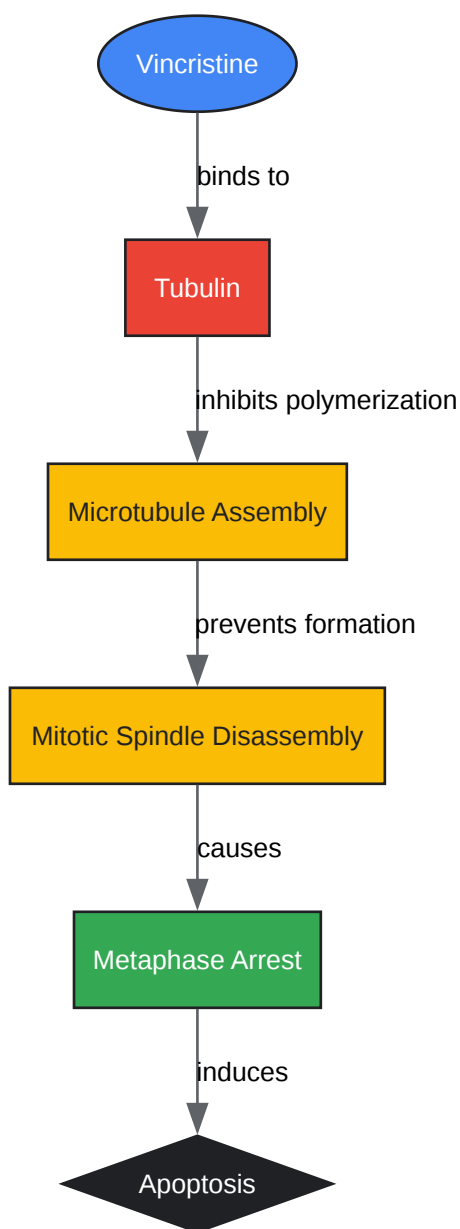 Vincristine
binds to
Tubulin
inhibits polymerization
Microtubule Assembly
prevents formation
Mitotic Spindle Disassembly
causes
Metaphase Arrest
induces
Apoptosis